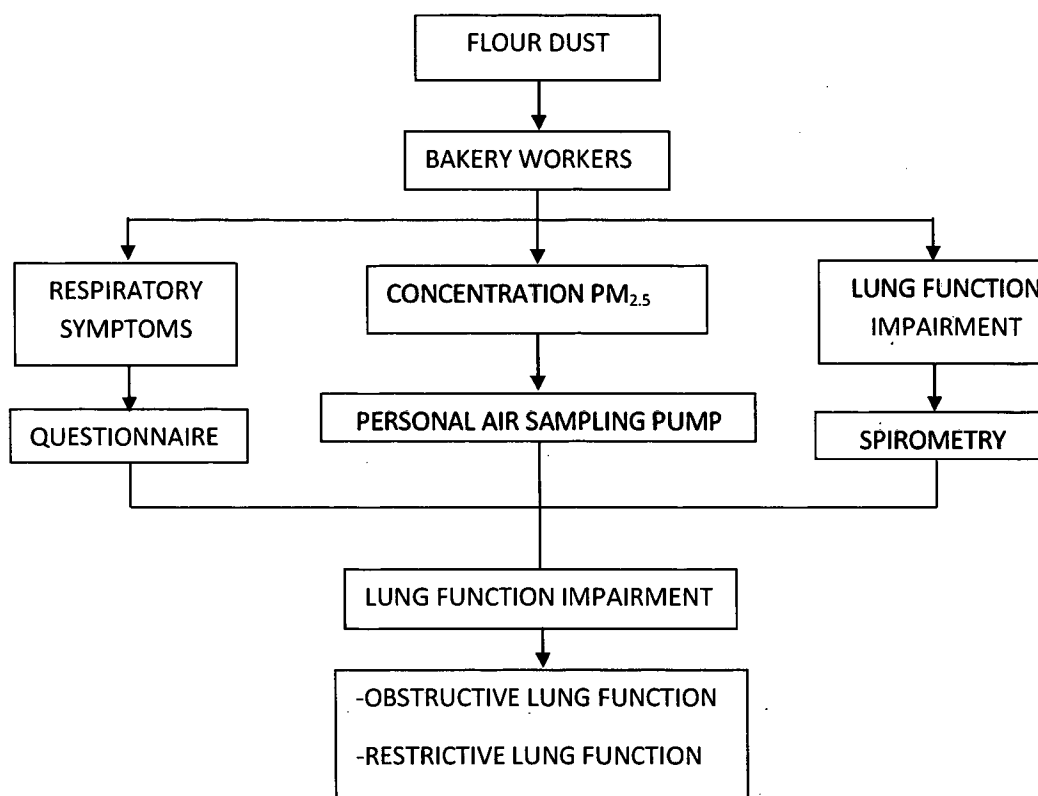 FLOUR DUST
BAKERY WORKERS
RESPIRATORY
SYMPTOMS
CONCENTRATION PM₂.₅
LUNG FUNCTION
IMPAIRMENT
QUESTIONNAIRE
PERSONAL AIR SAMPLING PUMP
SPIROMETRY
LUNG FUNCTION IMPAIRMENT
-OBSTRUCTIVE LUNG FUNCTION
-RESTRICTIVE LUNG FUNCTION